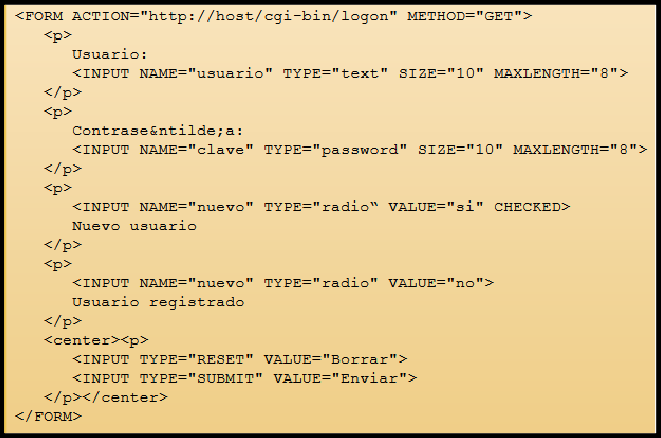 <FORM ACTION="http://host/cgi-bin/logon" METHOD="GET">
<p>
Usuario:
<INPUT NAME="usuario" TYPE="text" SIZE="10" MAXLENGTH="8">
</p>
<p>
Contrase&ntilde;a:
<INPUT NAME="clave" TYPE="password" SIZE="10" MAXLENGTH="8">
</p>
<p>
<INPUT NAME="nuevo" TYPE="radio“ VALUE="si" CHECKED>
Nuevo usuario
</p>
<p>
<INPUT NAME="nuevo" TYPE="radio" VALUE="no">
Usuario registrado
</p>
<center><p>
<INPUT TYPE="RESET" VALUE="Borrar">
<INPUT TYPE="SUBMIT" VALUE="Enviar">
</p></center>
</FORM>